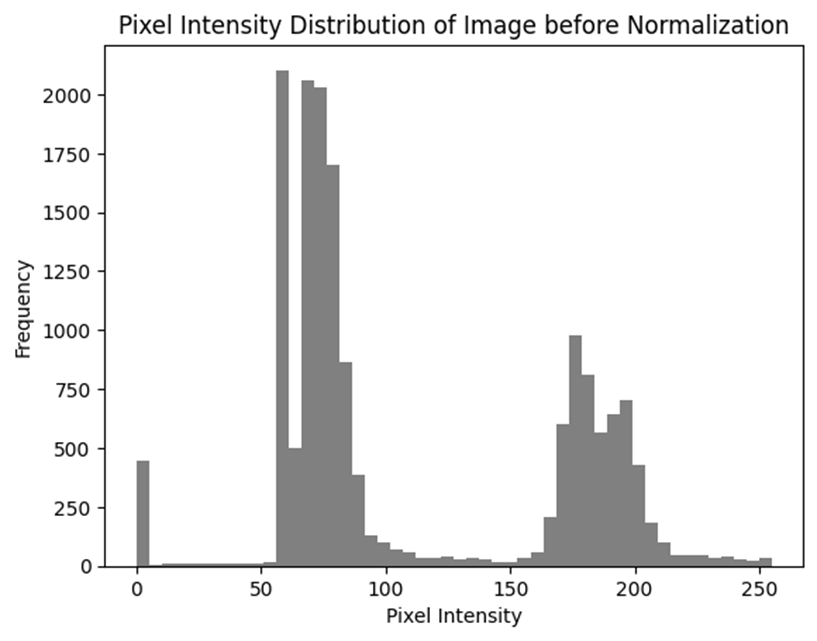 Pixel Intensity Distribution of Image before Normalization
Frequency
2000
1750
1500
1250
1000
750
500
250
0
0 50 100 150 200 250
Pixel Intensity